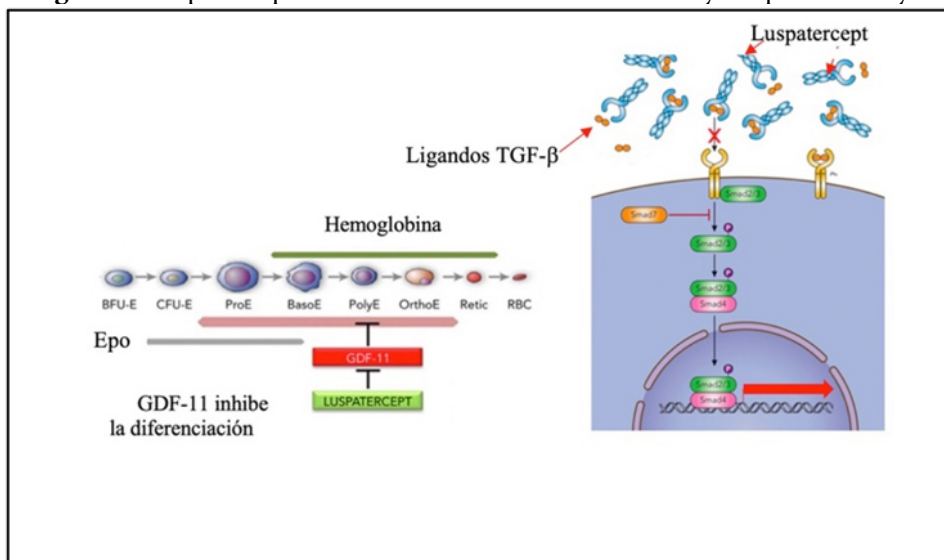 Luspatercept
Ligandos TGF-β
Smad2/3
Smad7
P
Smad2/3
P
Smad2/3
Smad4
P
Smad2/3
Smad4
Hemoglobina
BFU-E CFU-E ProE BasoE PolyE OrthoE Retic RBC
Epo
GDF-11
LUSPATERCEPT
GDF-11 inhibe
la diferenciación